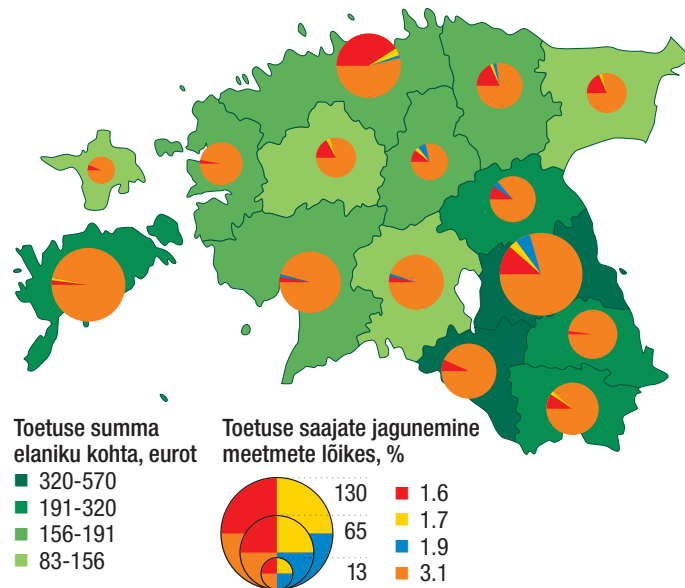 Toetuse summa
elaniku kohta, eurot
320-570
191-320
156-191
83-156
Toetuse saajate jagunemine
meetmete lõikes, %
130
65
13
1.6
1.7
1.9
3.1